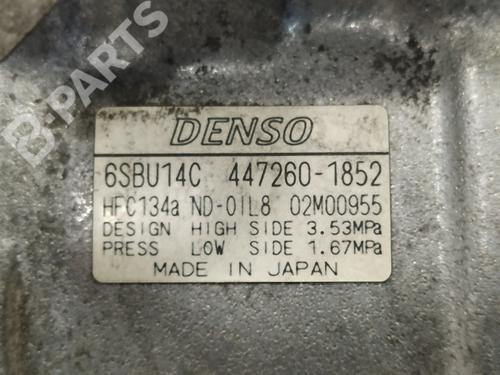 B-PARTS
DENSO
6SBU14C 447260-1852
HFC134a ND-OIL8 02M00955
DESIGN HIGH SIDE 3.53MPa
PRESS LOW SIDE 1.67MPa
MADE IN JAPAN